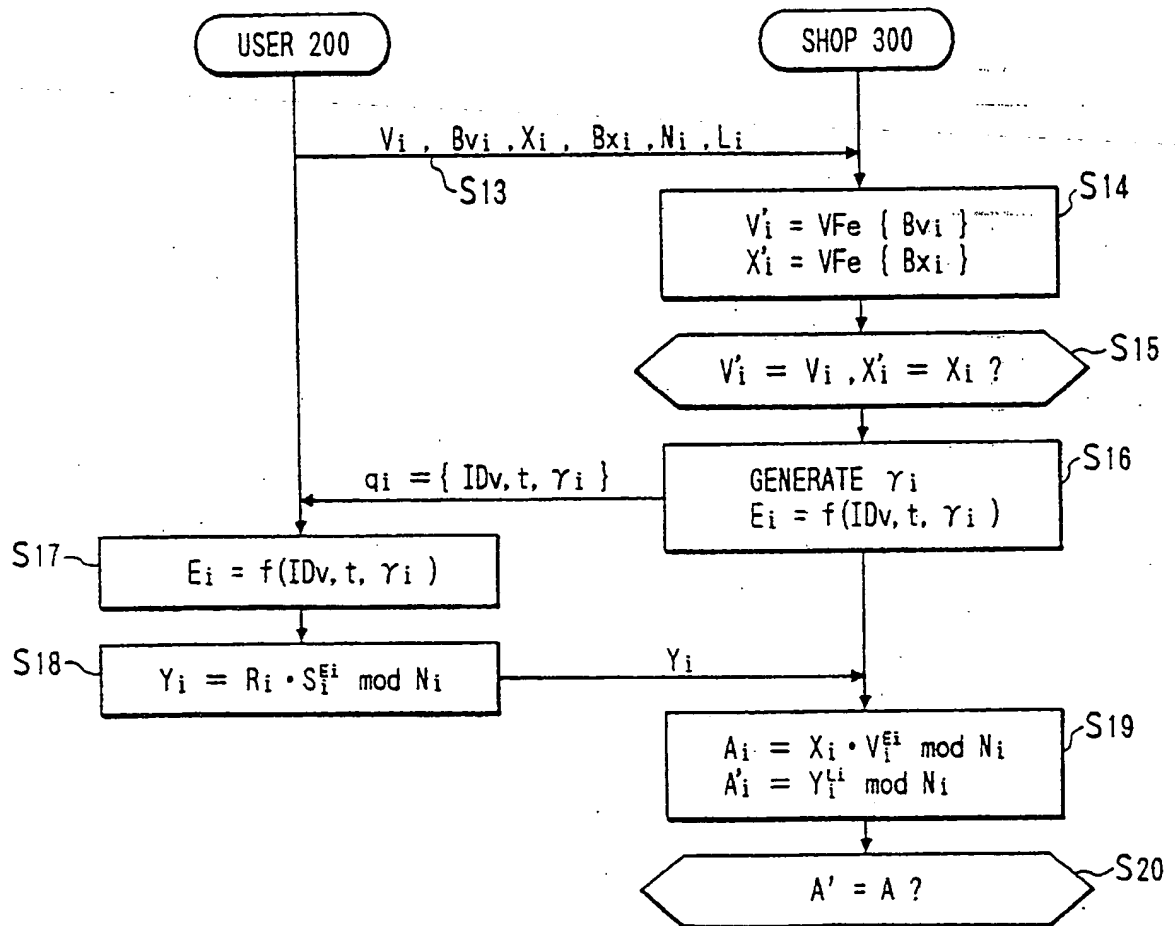 USER 200
SHOP 300
Vi , Bvi , Xi , Bxi , Ni , Li
S13
S14
V'i = VFe { Bvi }
X'i = VFe { Bxi }
S15
V'i = Vi , X'i = Xi ?
S16
qi = { IDv, t, γi }
GENERATE γi
Ei = f(IDv, t, γi )
S17
Ei = f(IDv, t, γi )
S18
Yi = Ri · Si^Ei mod Ni
Yi
S19
Ai = Xi · Vi^Ei mod Ni
A'i = Yi^Li mod Ni
S20
A' = A ?